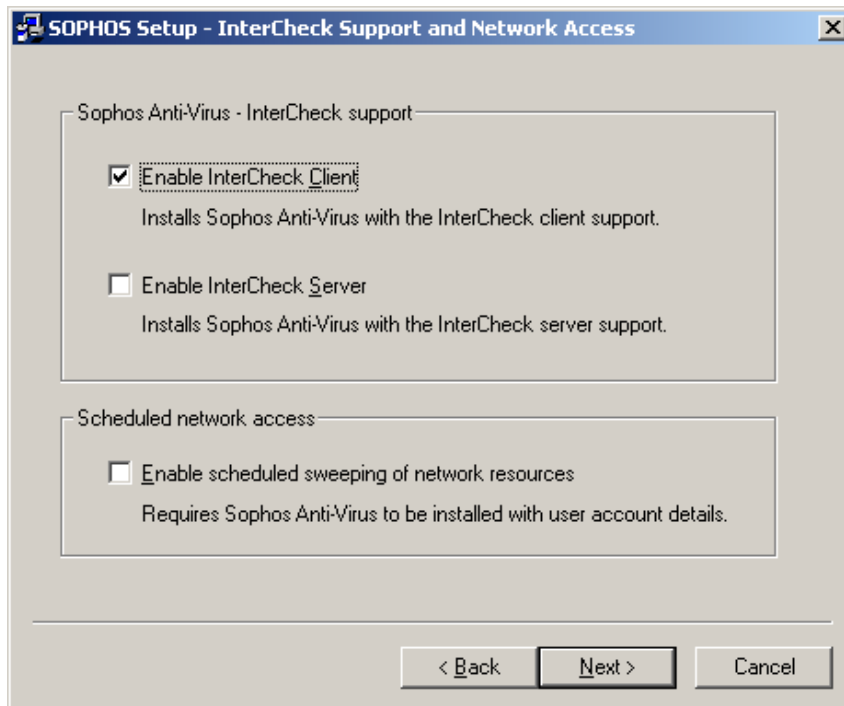 SOPHOS Setup - InterCheck Support and Network Access
Sophos Anti-Virus - InterCheck support
Enable InterCheck Client
Installs Sophos Anti-Virus with the InterCheck client support.
Enable InterCheck Server
Installs Sophos Anti-Virus with the InterCheck server support.
Scheduled network access
Enable scheduled sweeping of network resources
Requires Sophos Anti-Virus to be installed with user account details.
< Back Next > Cancel